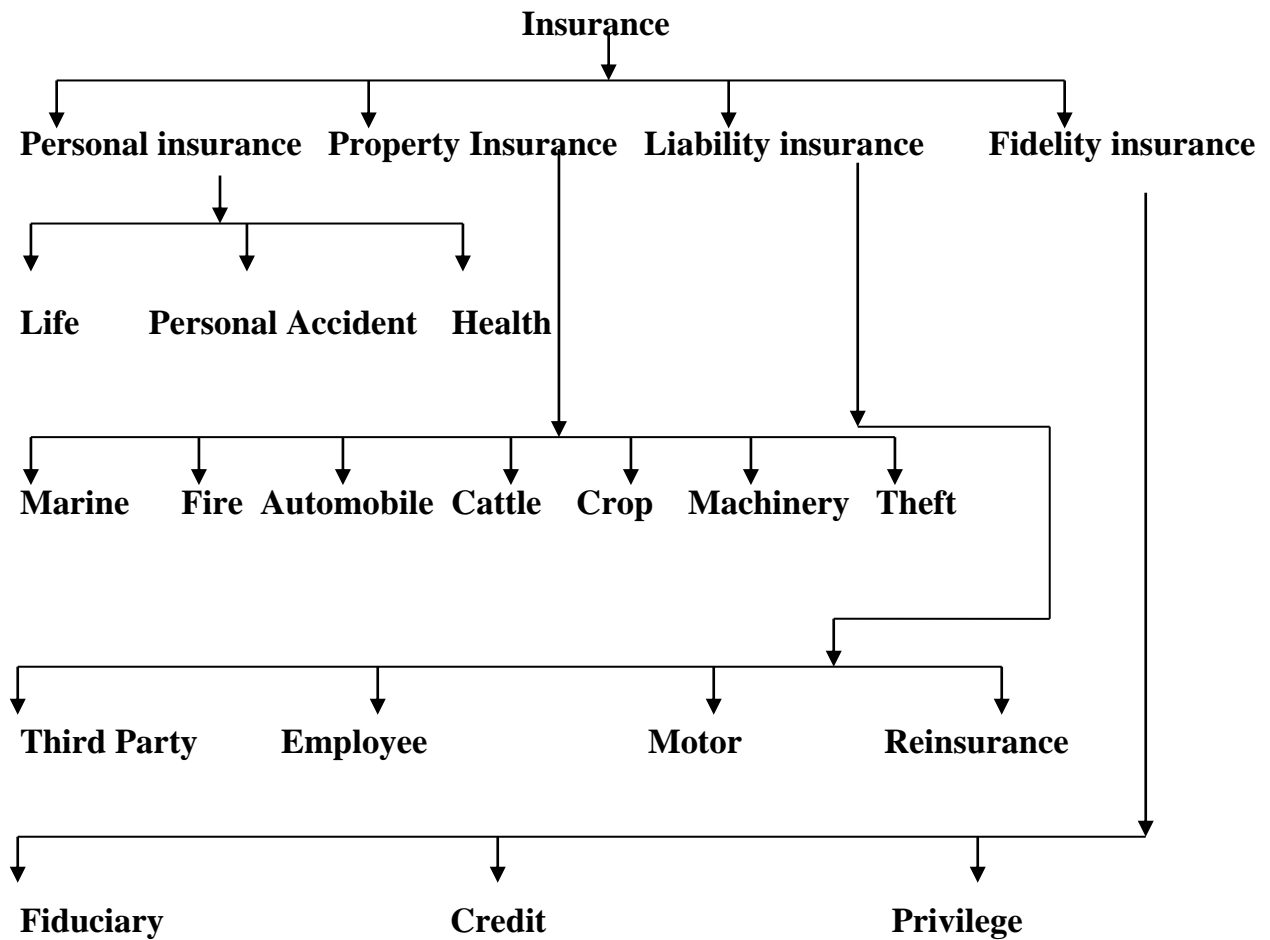 Insurance
Personal insurance Property Insurance Liability insurance Fidelity insurance
Life Personal Accident Health
Marine Fire Automobile Cattle Crop Machinery Theft
Third Party Employee Motor Reinsurance
Fiduciary Credit Privilege